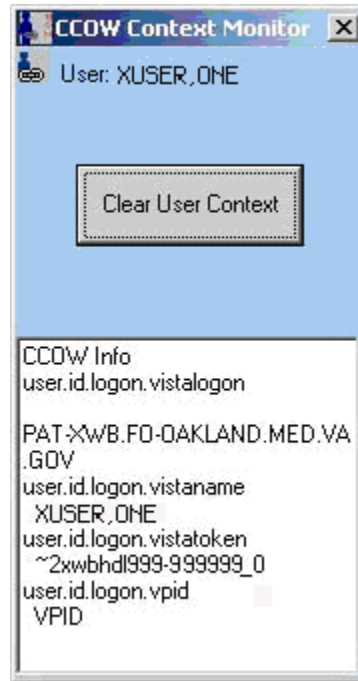 CCOW Context Monitor
User: XUSER,ONE
Clear User Context
CCOW Info
user.id.logon.vistalogon
PAT-XWB.FO-OAKLAND.MED.VA
.GOV
user.id.logon.vistaname
XUSER,ONE
user.id.logon.vistatoken
~2xwbhdl999-999999_0
user.id.logon.vpid
VPID